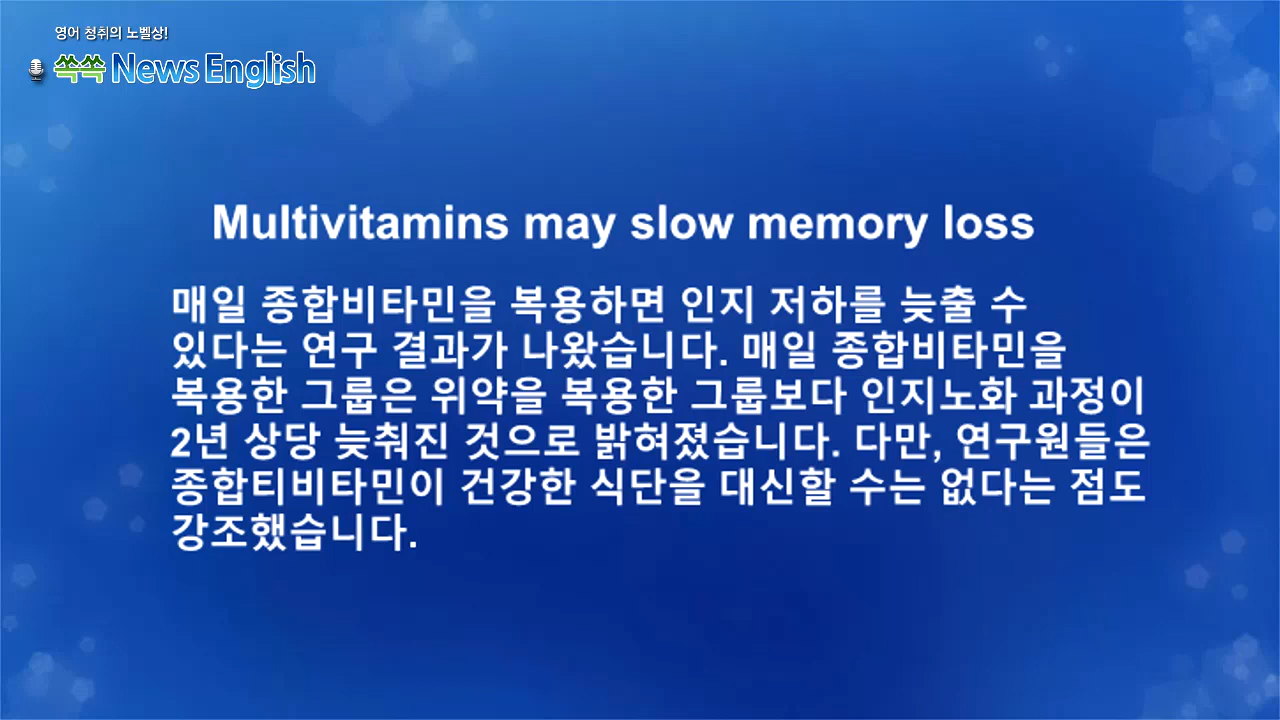 영어 청취의 노벨상!
쏙쏙 News English
Multivitamins may slow memory loss
매일 종합비타민을 복용하면 인지 저하를 늦출 수
있다는 연구 결과가 나왔습니다. 매일 종합비타민을
복용한 그룹은 위약을 복용한 그룹보다 인지노화 과정이
2년 상당 늦춰진 것으로 밝혀졌습니다. 다만, 연구원들은
종합티비타민이 건강한 식단을 대신할 수는 없다는 점도
강조했습니다.